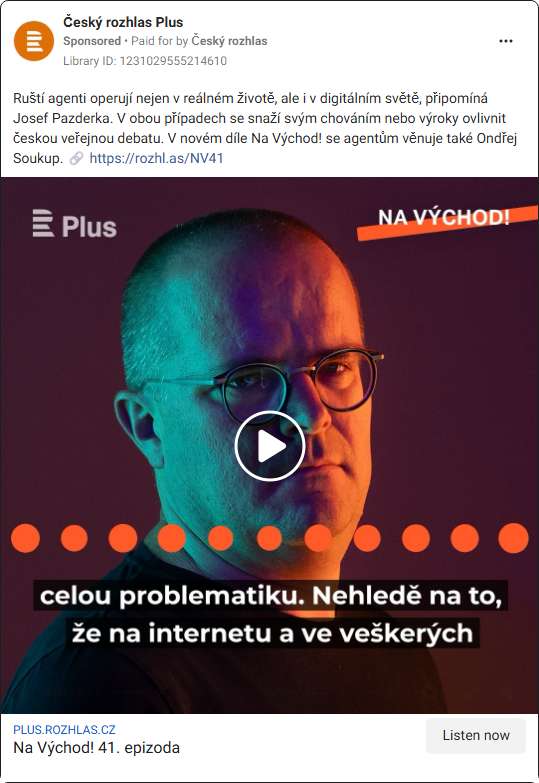 Český rozhlas Plus
Sponsored • Paid for by Český rozhlas
Library ID: 1231029555214610
Ruští agenti operují nejen v reálném životě, ale i v digitálním světě, připomíná
Josef Pazderka. V obou případech se snaží svým chováním nebo výroky ovlivnit
českou veřejnou debatu. V novém díle Na Východ! se agentům věnuje také Ondřej
Soukup. 🔗 https://rozhl.as/NV41
Plus
NA VÝCHOD!
celou problematiku. Nehledě na to,
že na internetu a ve veškerých
PLUS.ROZHLAS.CZ
Na Východ! 41. epizoda
Listen now